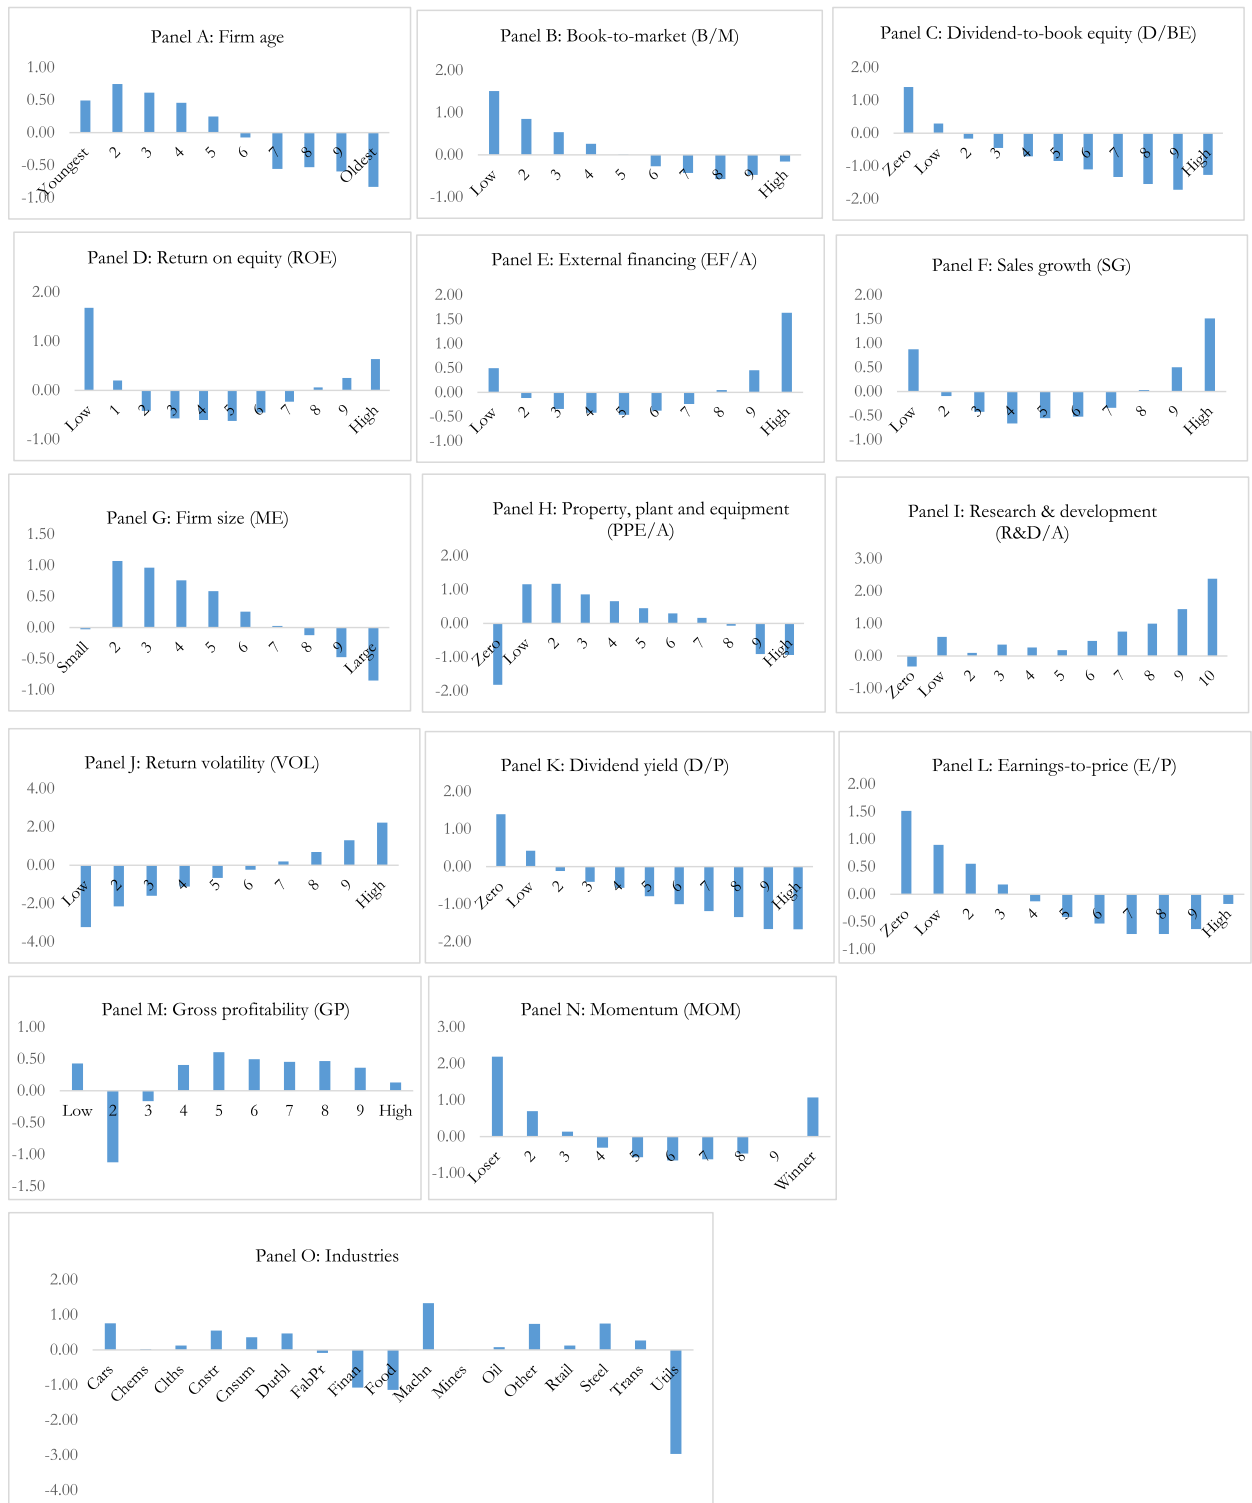 Panel A: Firm age
1.00
0.50
0.00
-0.50
-1.00
Youngest 2 3 4 5 6 7 8 9 Oldest
Panel B: Book-to-market (B/M)
2.00
1.00
0.00
-1.00
Low 2 3 4 5 6 7 8 9 High
Panel C: Dividend-to-book equity (D/BE)
2.00
1.00
0.00
-1.00
-2.00
Zero Low 2 3 4 5 6 7 8 9 High
Panel D: Return on equity (ROE)
2.00
1.00
0.00
-1.00
Low 1 2 3 4 5 6 7 8 9 High
Panel E: External financing (EF/A)
2.00
1.50
1.00
0.50
0.00
-0.50
-1.00
Low 2 3 4 5 6 7 8 9 High
Panel F: Sales growth (SG)
2.00
1.50
1.00
0.50
0.00
-0.50
-1.00
Low 2 3 4 5 6 7 8 9 High
Panel G: Firm size (ME)
1.50
1.00
0.50
0.00
-0.50
-1.00
Small 2 3 4 5 6 7 8 9 Large
Panel H: Property, plant and equipment
(PPE/A)
2.00
1.00
0.00
-1.00
-2.00
Zero Low 2 3 4 5 6 7 8 9 High
Panel I: Research & development
(R&D/A)
3.00
2.00
1.00
0.00
-1.00
Zero Low 2 3 4 5 6 7 8 9 10
Panel J: Return volatility (VOL)
4.00
2.00
0.00
-2.00
-4.00
Low 2 3 4 5 6 7 8 9 High
Panel K: Dividend yield (D/P)
2.00
1.00
0.00
-1.00
-2.00
Zero Low 2 3 4 5 6 7 8 9 High
Panel L: Earnings-to-price (E/P)
2.00
1.50
1.00
0.50
0.00
-0.50
-1.00
Zero Low 2 3 4 5 6 7 8 9 High
Panel M: Gross profitability (GP)
1.00
0.50
0.00
-0.50
-1.00
-1.50
Low 2 3 4 5 6 7 8 9 High
Panel N: Momentum (MOM)
3.00
2.00
1.00
0.00
-1.00
Loser 2 3 4 5 6 7 8 9 Winner
Panel O: Industries
2.00
1.00
0.00
-1.00
-2.00
-3.00
-4.00
Cars Chems Clths Cnstr Cnsum Durbl FabPr Finan Food Machn Mines Oil Other Rtail Steel Trans Utils